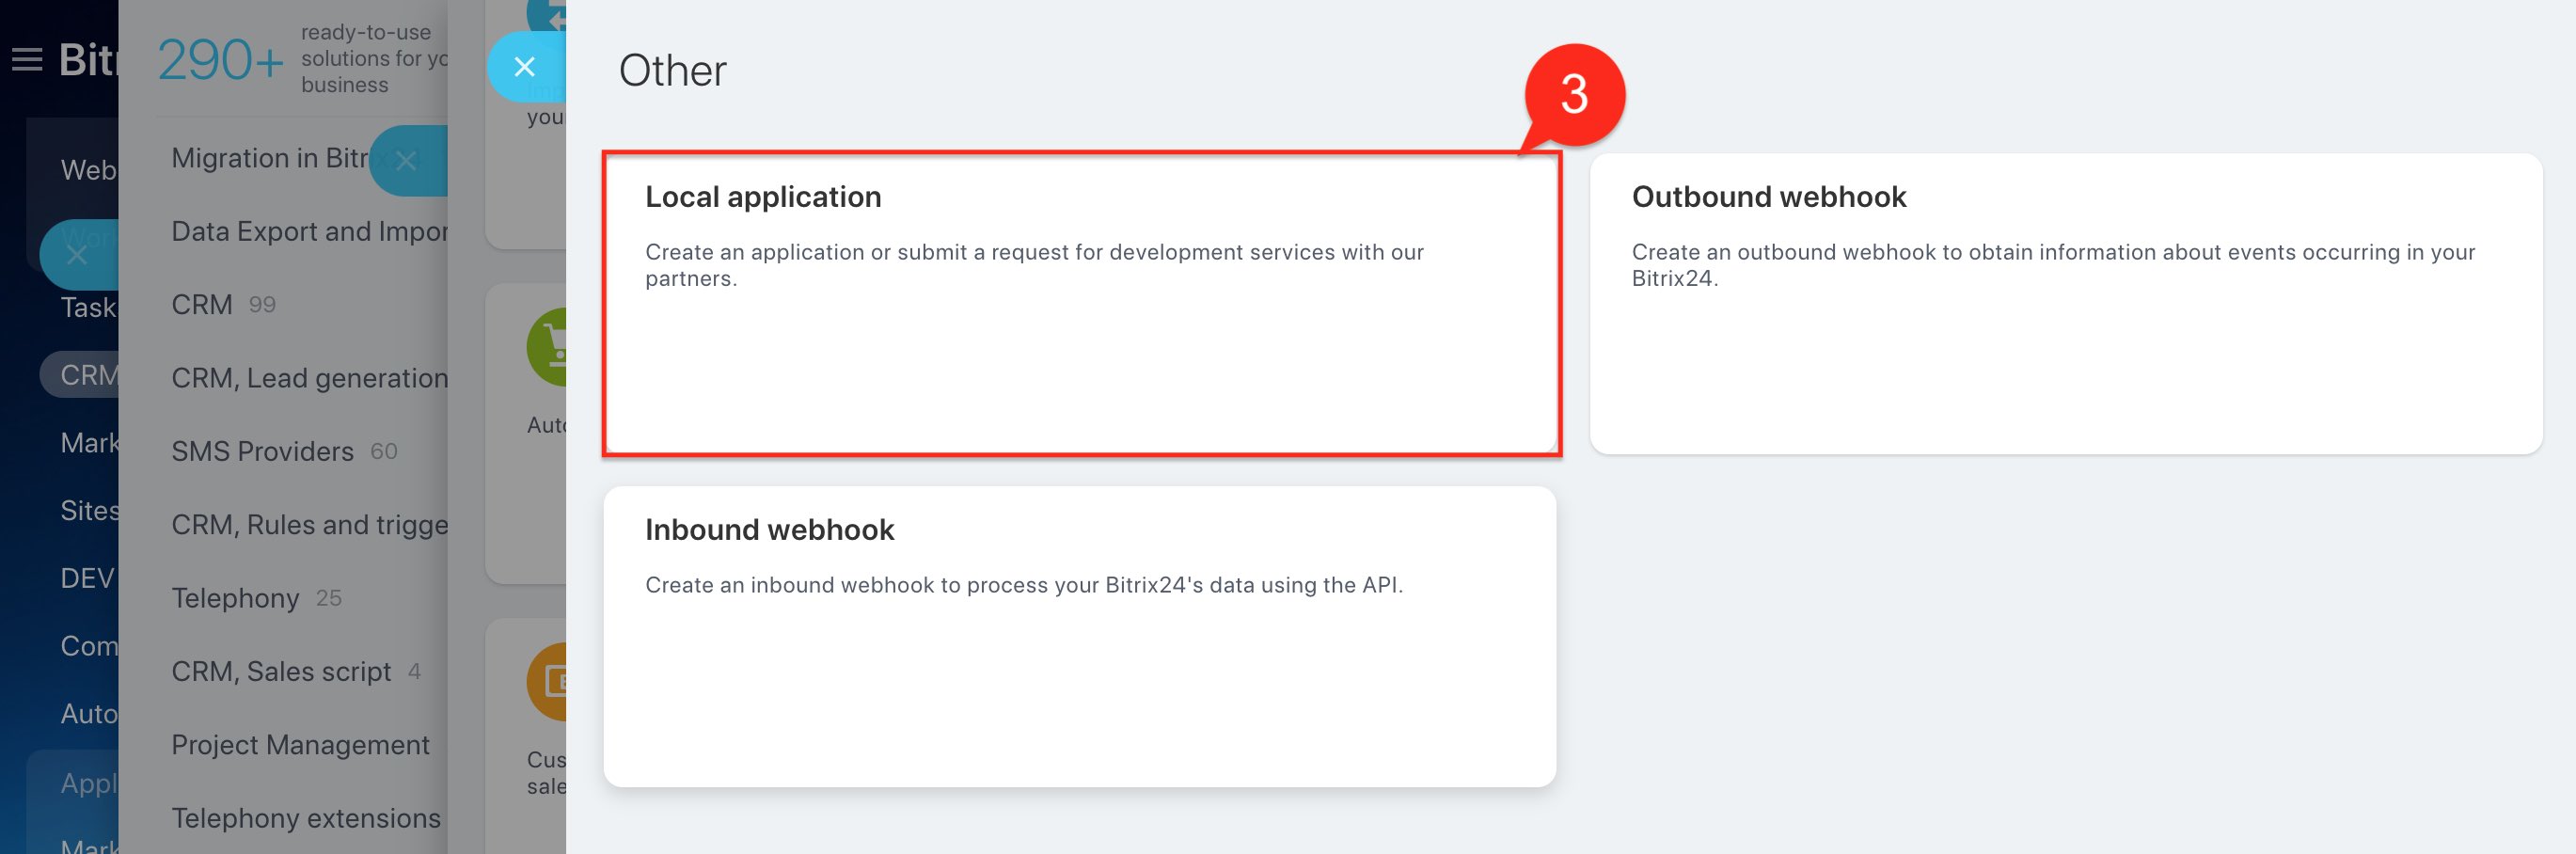 Bit
Web
Task
CRM
Mark
Sites
DEV
Com
Auto
Appl
Mark
290+
ready-to-use
solutions for yo
business
Migration in Bitr
Data Export and Impor
CRM 99
CRM, Lead generation
SMS Providers 60
CRM, Rules and trigge
Telephony 25
CRM, Sales script 4
Project Management
Telephony extensions
you
Auto
Cus
sale
Other
3
Local application
Create an application or submit a request for development services with our
partners.
Outbound webhook
Create an outbound webhook to obtain information about events occurring in your
Bitrix24.
Inbound webhook
Create an inbound webhook to process your Bitrix24's data using the API.